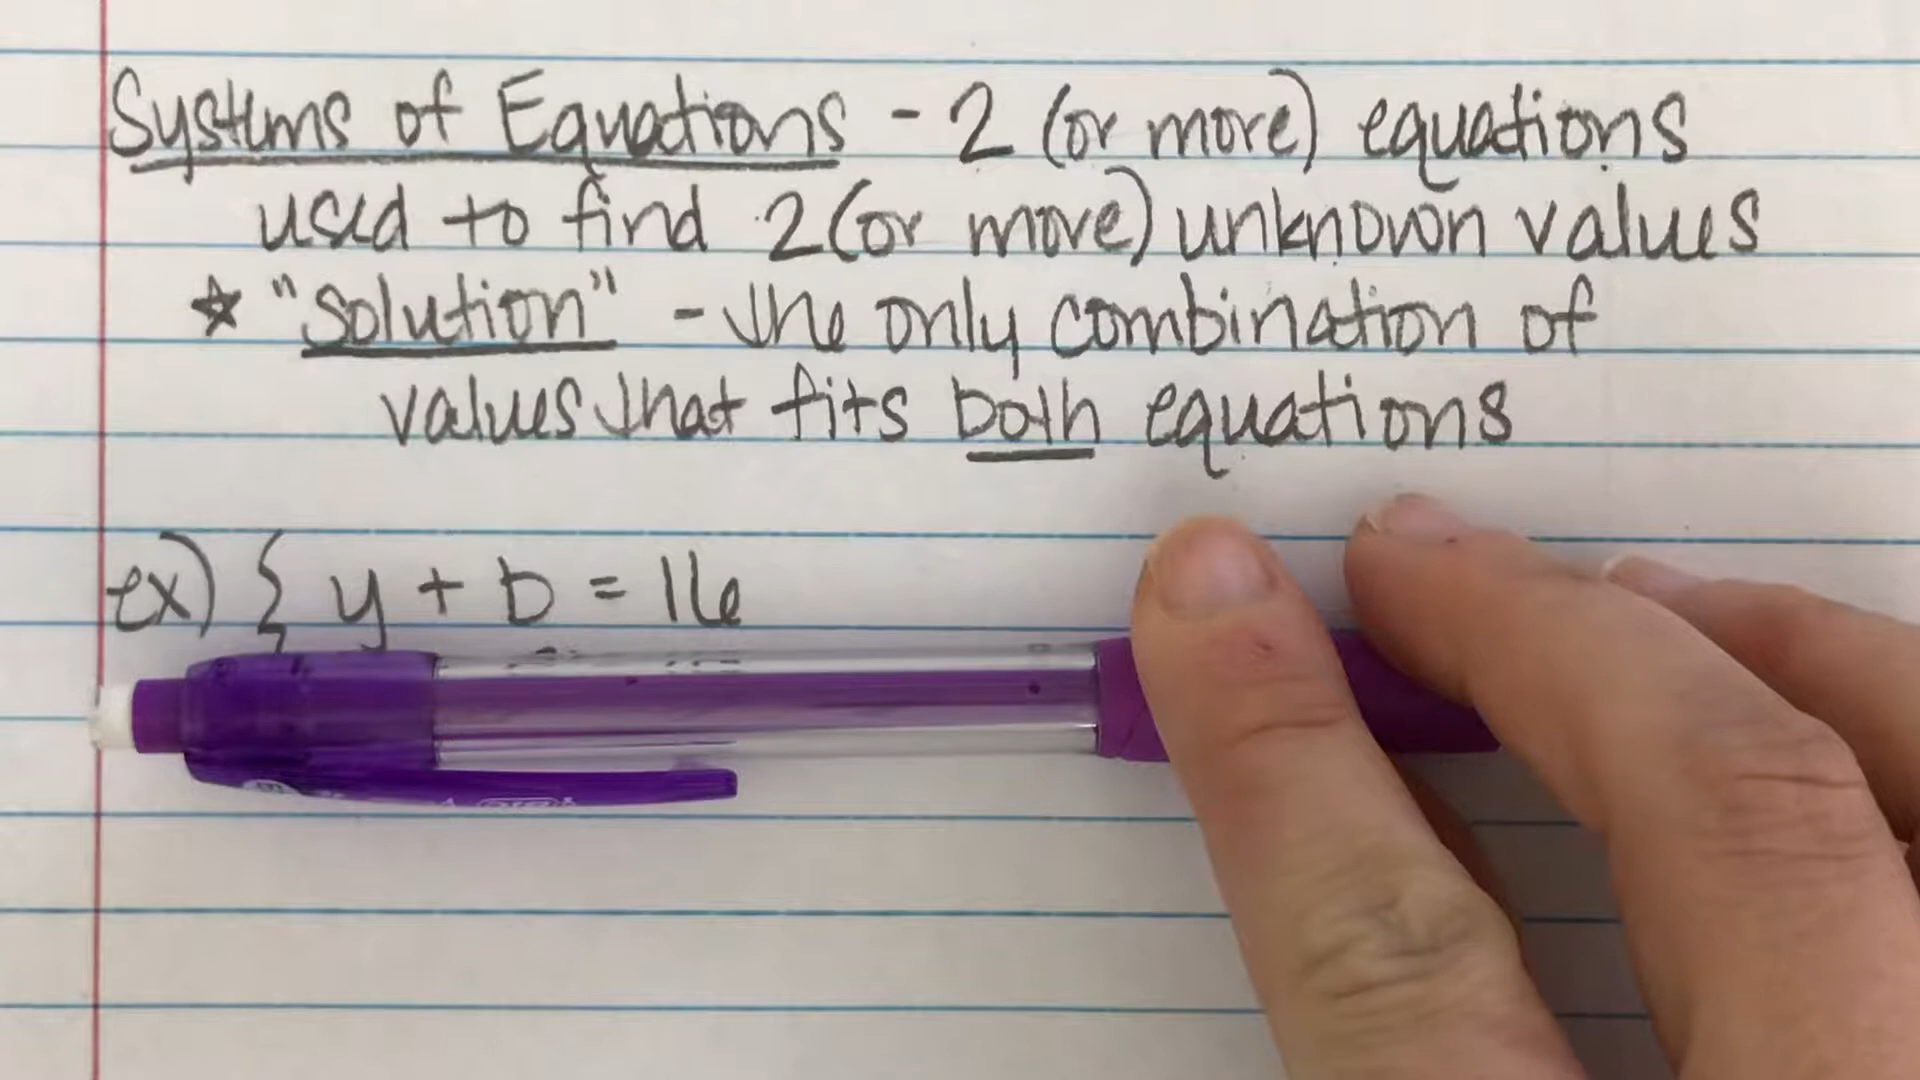 Systems of Equations - 2 (or more) equations
used to find 2 (or more) unknown values
☆ "Solution" - the only combination of
values that fits both equations
ex) { y + b = 16